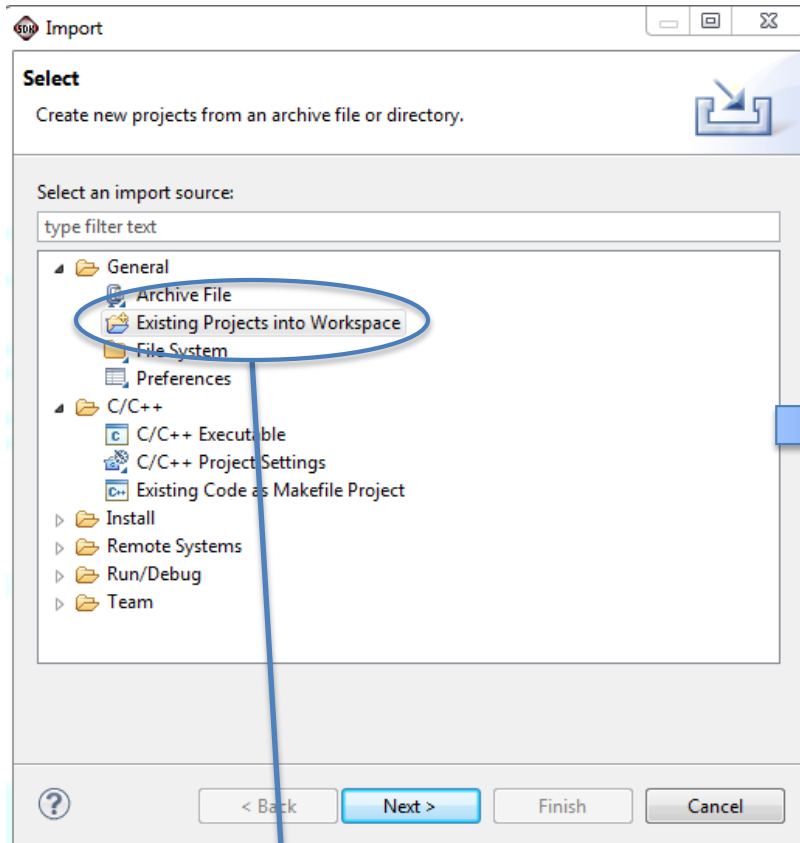 SDK Import
Select
Create new projects from an archive file or directory.
Select an import source:
type filter text
General
Archive File
Existing Projects into Workspace
File System
Preferences
C/C++
C C/C++ Executable
C/C++ Project Settings
C++ Existing Code as Makefile Project
Install
Remote Systems
Run/Debug
Team
? < Back Next > Finish Cancel